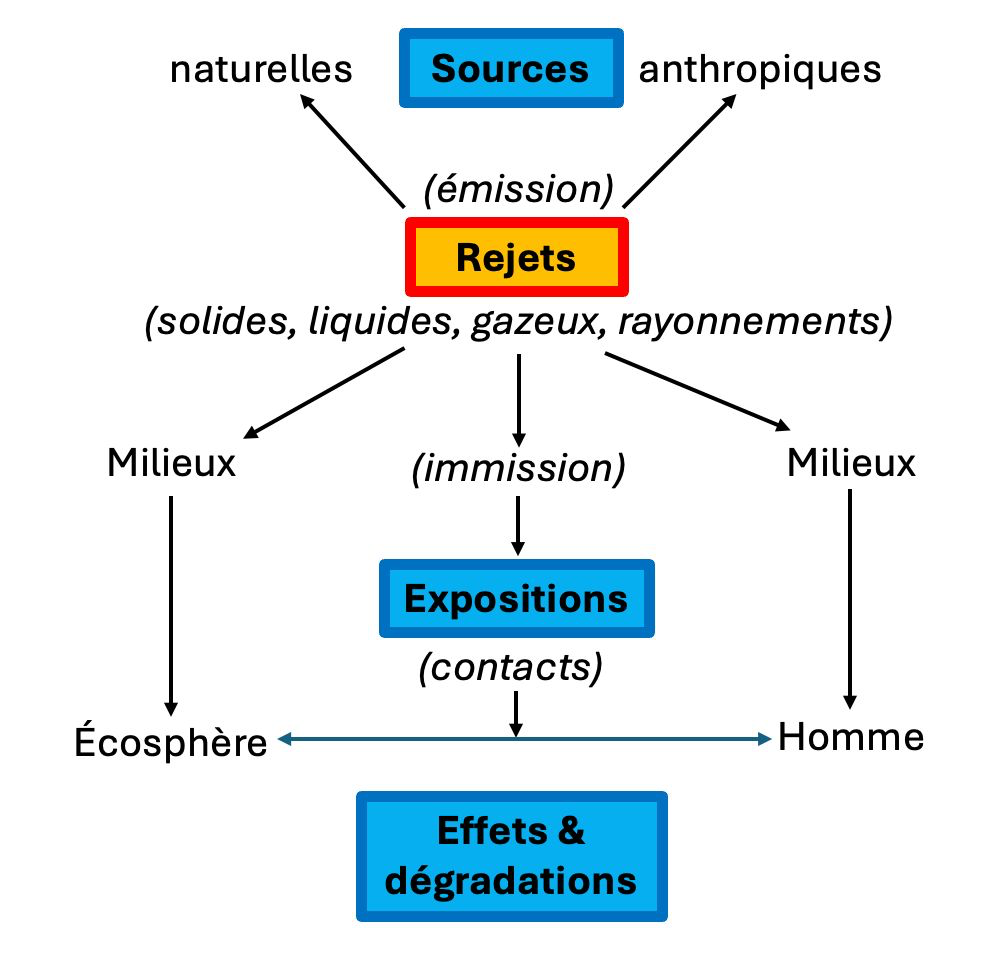 naturelles
Sources
anthropiques
(émission)
Rejets
(solides, liquides, gazeux, rayonnements)
Milieux
(immission)
Milieux
Expositions
(contacts)
Écosphère
Homme
Effets &
dégradations